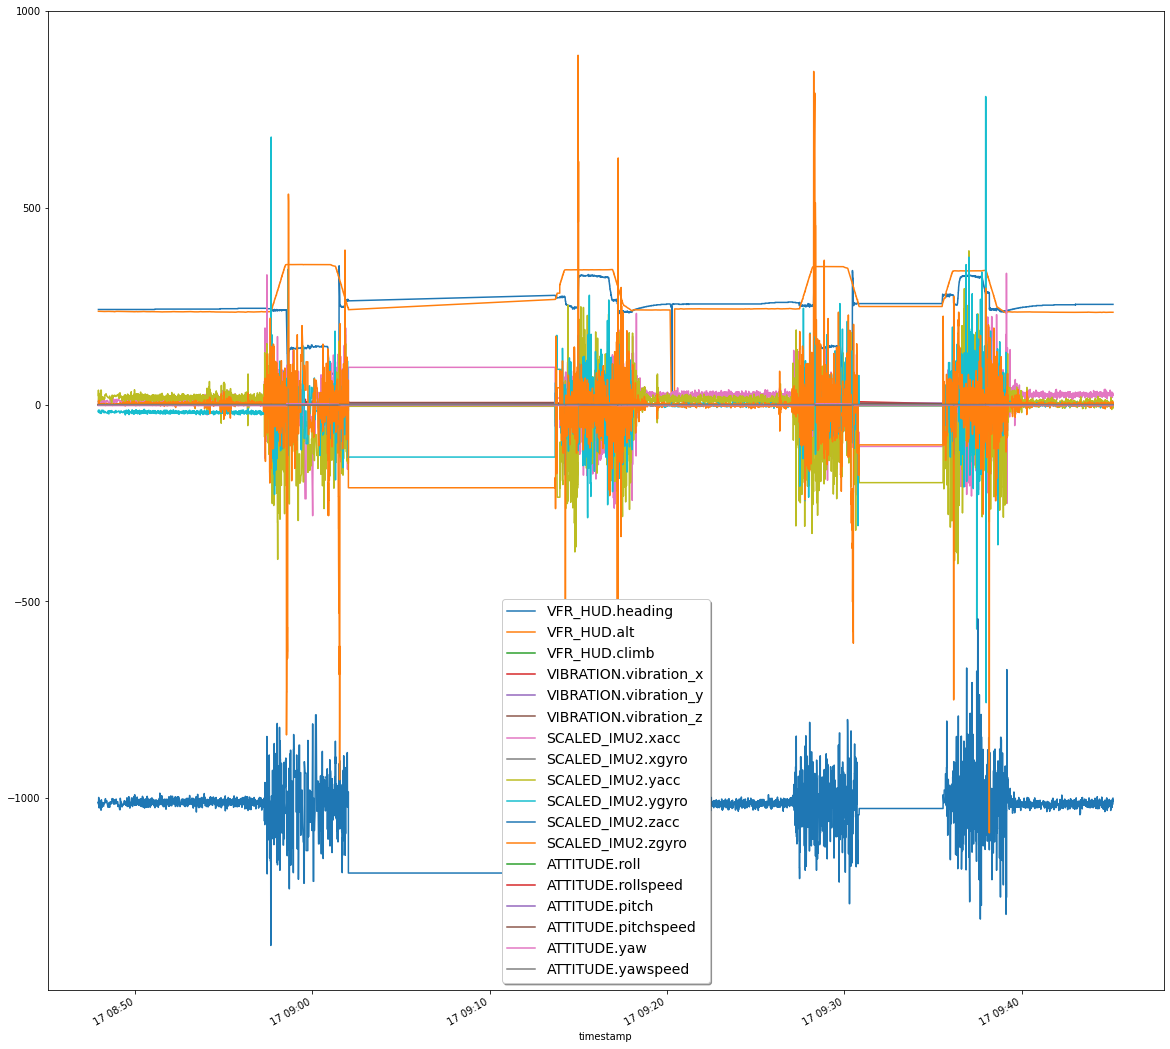 1000
500
0
−500
−1000
VFR_HUD.heading
VFR_HUD.alt
VFR_HUD.climb
VIBRATION.vibration_x
VIBRATION.vibration_y
VIBRATION.vibration_z
SCALED_IMU2.xacc
SCALED_IMU2.xgyro
SCALED_IMU2.yacc
SCALED_IMU2.ygyro
SCALED_IMU2.zacc
SCALED_IMU2.zgyro
ATTITUDE.roll
ATTITUDE.rollspeed
ATTITUDE.pitch
ATTITUDE.pitchspeed
ATTITUDE.yaw
ATTITUDE.yawspeed
17 08:50
17 09:00
17 09:10
17 09:20
17 09:30
17 09:40
timestamp